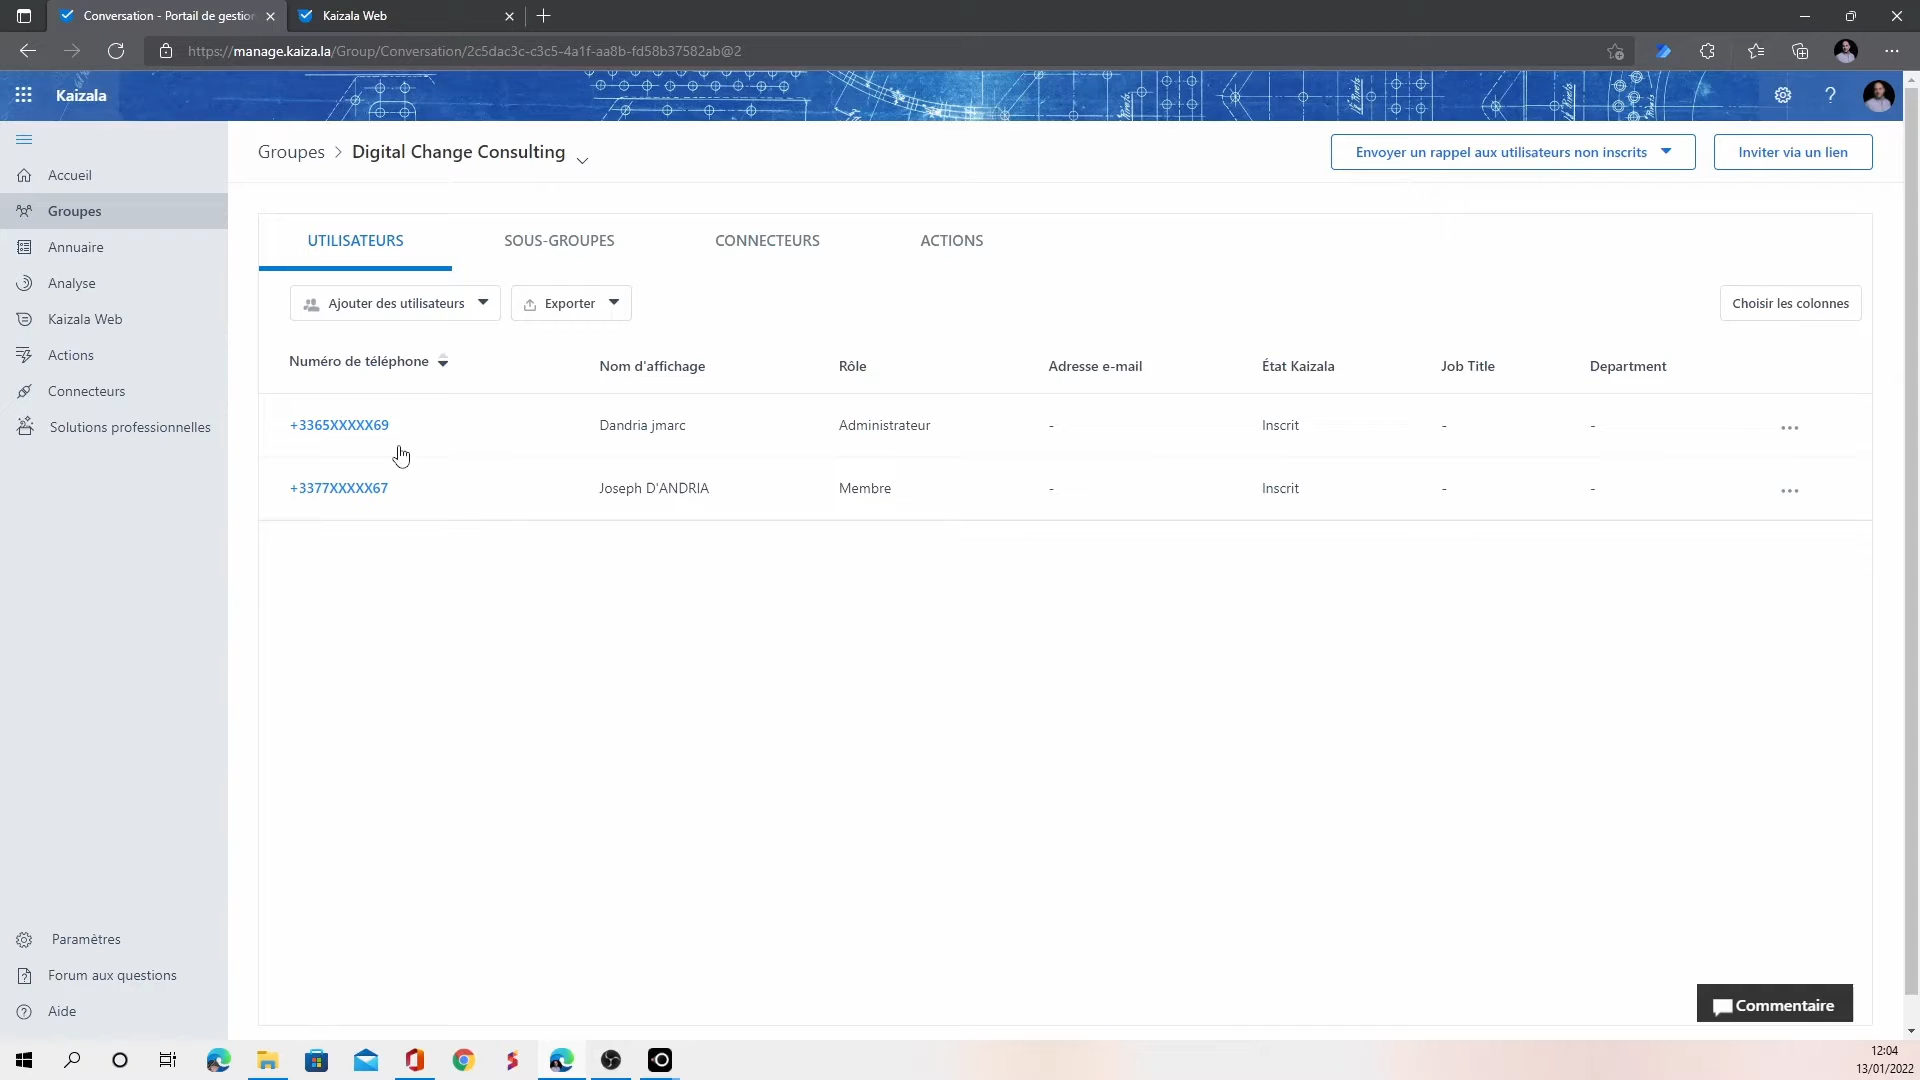 Conversation - Portail de gestion
Kaizala Web
https://manage.kaiza.la/Group/Conversation/2c5dac3c-c3c5-4a1f-aa8b-fd58b37582ab@2
Kaizala
?
Groupes > Digital Change Consulting
Envoyer un rappel aux utilisateurs non inscrits
Inviter via un lien
Accueil
Groupes
Annuaire
Analyse
Kaizala Web
Actions
Connecteurs
Solutions professionnelles
UTILISATEURS
SOUS-GROUPES
CONNECTEURS
ACTIONS
Ajouter des utilisateurs
Exporter
Choisir les colonnes
Numéro de téléphone Nom d'affichage Rôle Adresse e-mail État Kaizala Job Title Department
+3365XXXXX69 Dandria jmarc Administrateur - Inscrit - - ...
+3377XXXXX67 Joseph D'ANDRIA Membre - Inscrit - - ...
Paramètres
Forum aux questions
Aide
Commentaire
12:04
13/01/2022